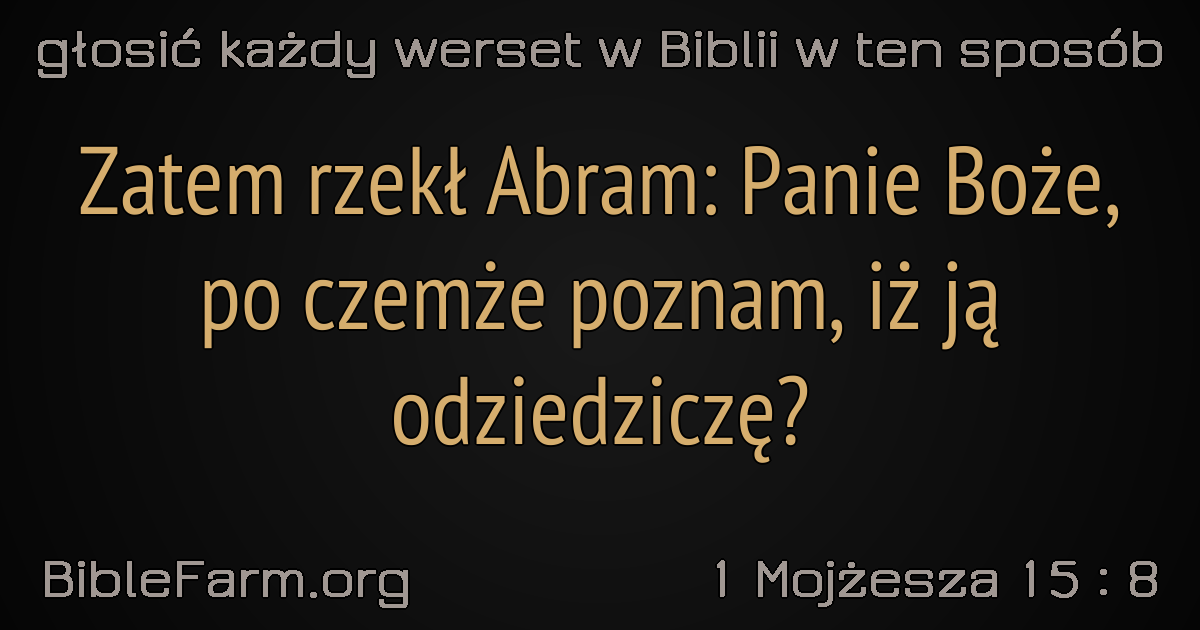 głosić każdy werset w Biblii w ten sposób
Zatem rzekł Abram: Panie Boże,
po czemże poznam, iż ją
odziedziczę?
BibleFarm.org
1 Mojżesza 15 : 8